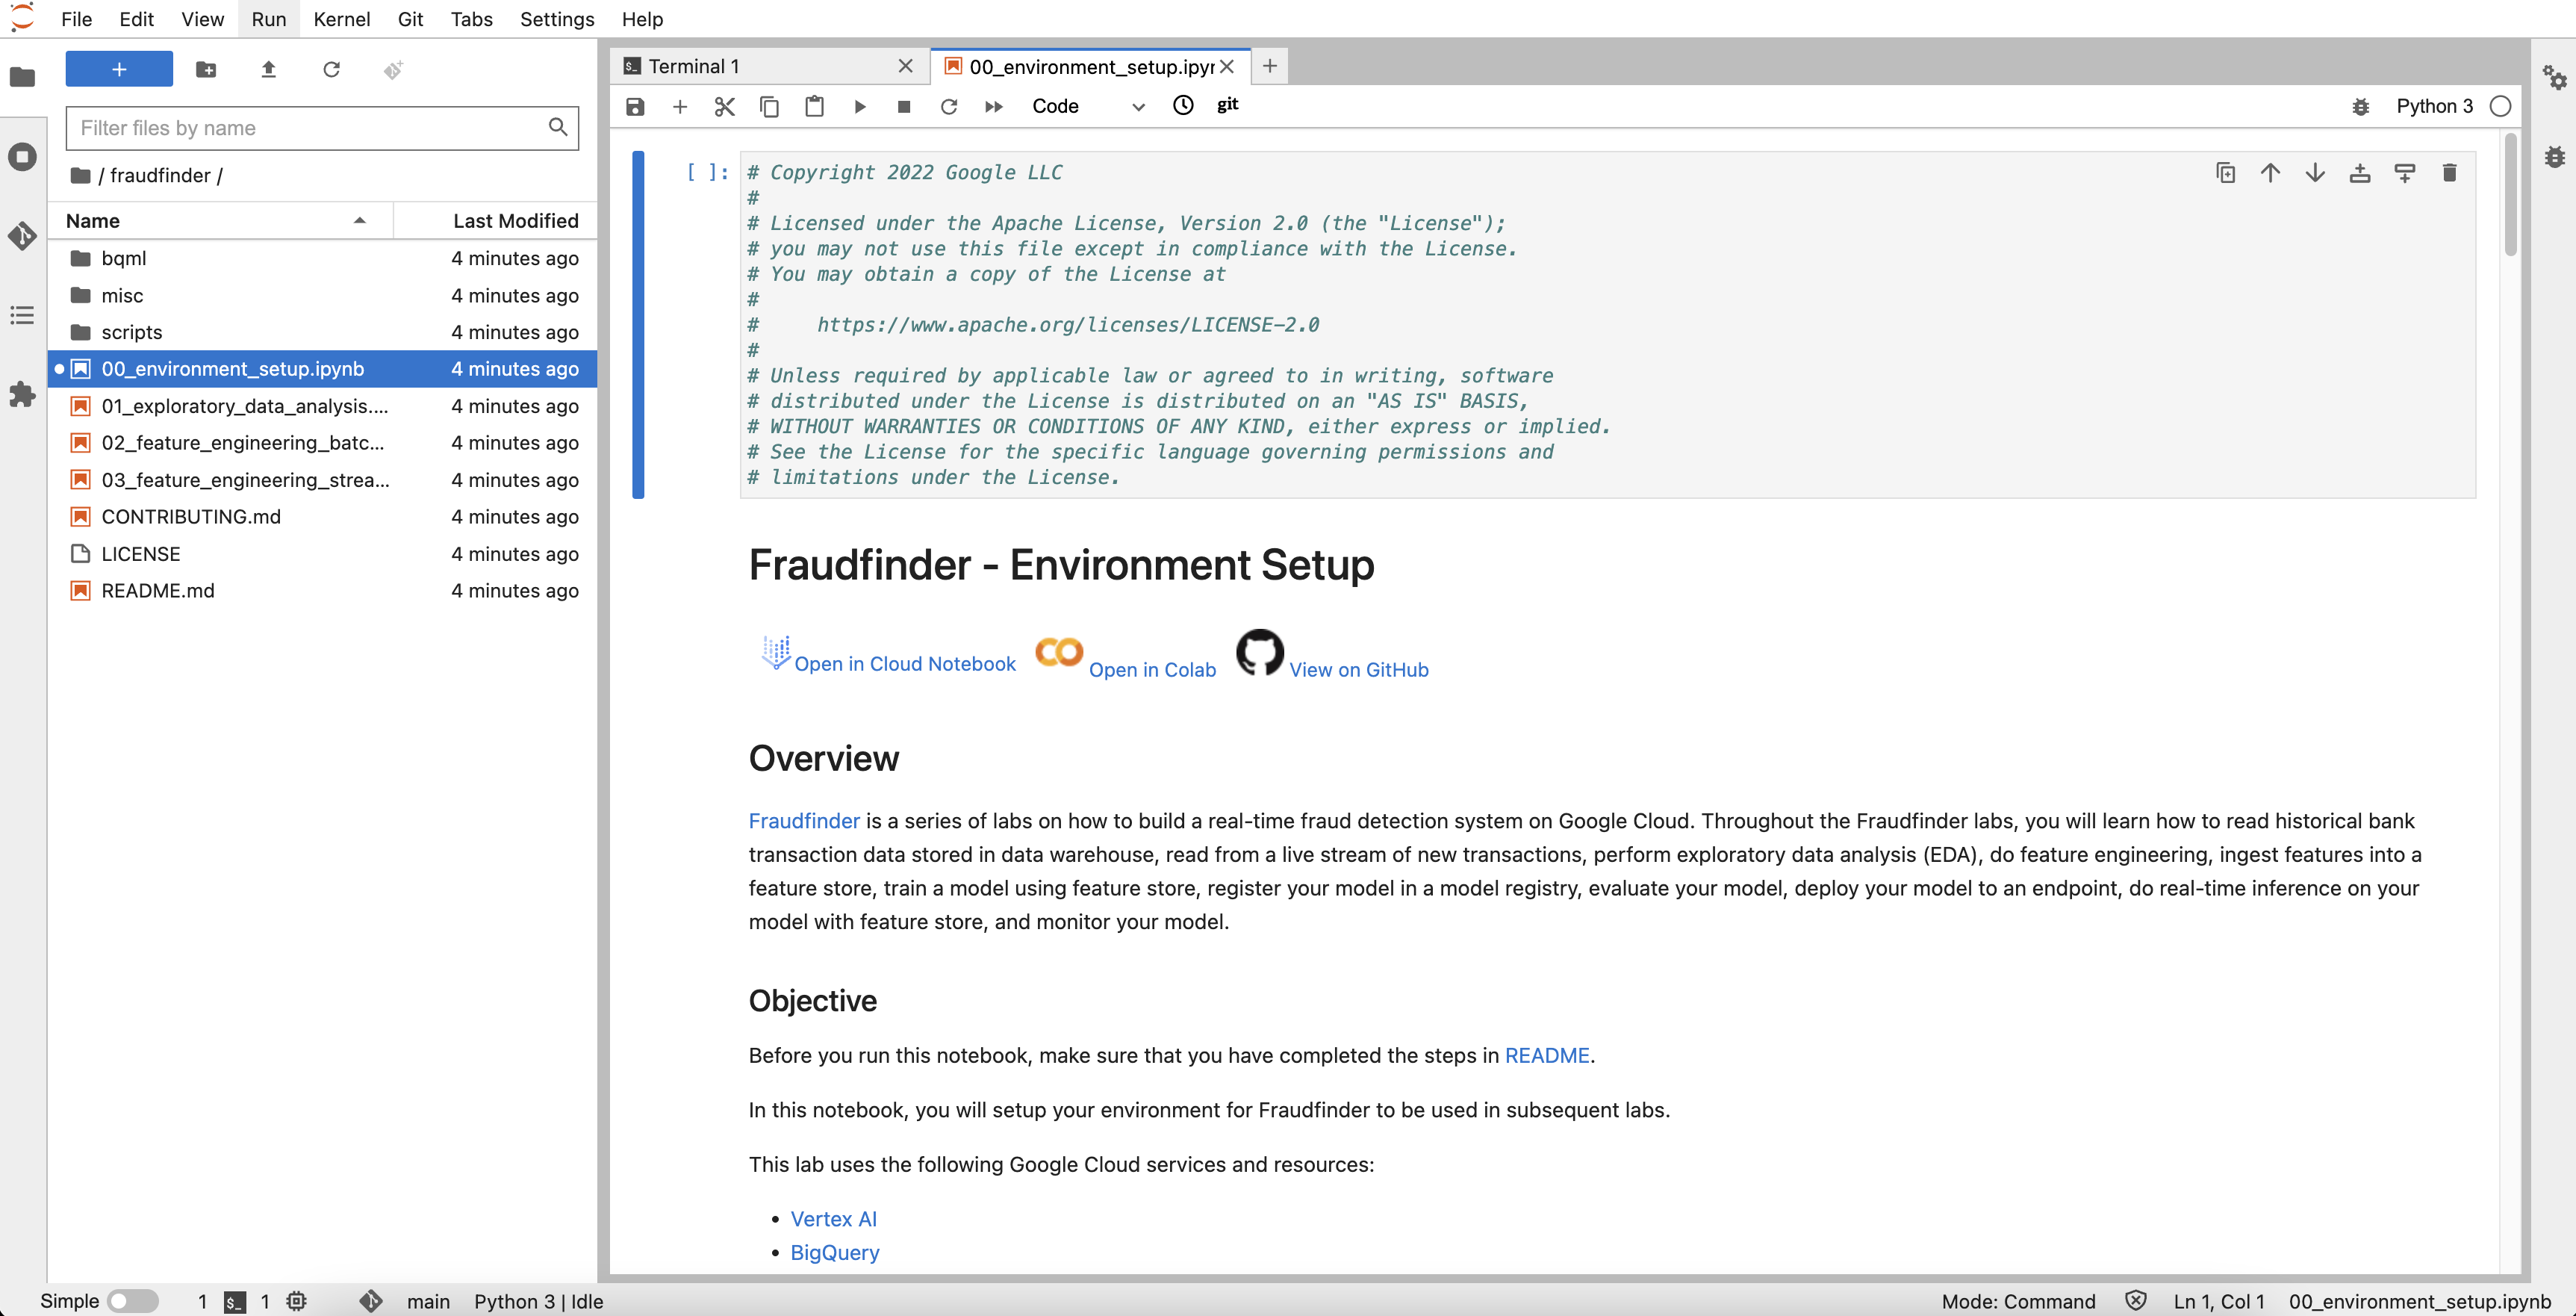 File Edit View Run Kernel Git Tabs Settings Help
Filter files by name
/ fraudfinder /
Name Last Modified
bqml 4 minutes ago
misc 4 minutes ago
scripts 4 minutes ago
00_environment_setup.ipynb 4 minutes ago
01_exploratory_data_analysis.... 4 minutes ago
02_feature_engineering_batc... 4 minutes ago
03_feature_engineering_strea... 4 minutes ago
CONTRIBUTING.md 4 minutes ago
LICENSE 4 minutes ago
README.md 4 minutes ago
Terminal 1 00_environment_setup.ipyr
Code git Python 3
[ ]:
# Copyright 2022 Google LLC
#
# Licensed under the Apache License, Version 2.0 (the "License");
# you may not use this file except in compliance with the License.
# You may obtain a copy of the License at
#
# https://www.apache.org/licenses/LICENSE-2.0
#
# Unless required by applicable law or agreed to in writing, software
# distributed under the License is distributed on an "AS IS" BASIS,
# WITHOUT WARRANTIES OR CONDITIONS OF ANY KIND, either express or implied.
# See the License for the specific language governing permissions and
# limitations under the License.
Fraudfinder - Environment Setup
Open in Cloud Notebook Open in Colab View on GitHub
Overview
Fraudfinder is a series of labs on how to build a real-time fraud detection system on Google Cloud. Throughout the Fraudfinder labs, you will learn how to read historical bank
transaction data stored in data warehouse, read from a live stream of new transactions, perform exploratory data analysis (EDA), do feature engineering, ingest features into a
feature store, train a model using feature store, register your model in a model registry, evaluate your model, deploy your model to an endpoint, do real-time inference on your
model with feature store, and monitor your model.
Objective
Before you run this notebook, make sure that you have completed the steps in README.
In this notebook, you will setup your environment for Fraudfinder to be used in subsequent labs.
This lab uses the following Google Cloud services and resources:
• Vertex AI
• BigQuery
Simple 1 $_ 1 main Python 3 | Idle Mode: Command Ln 1, Col 1 00_environment_setup.ipynb